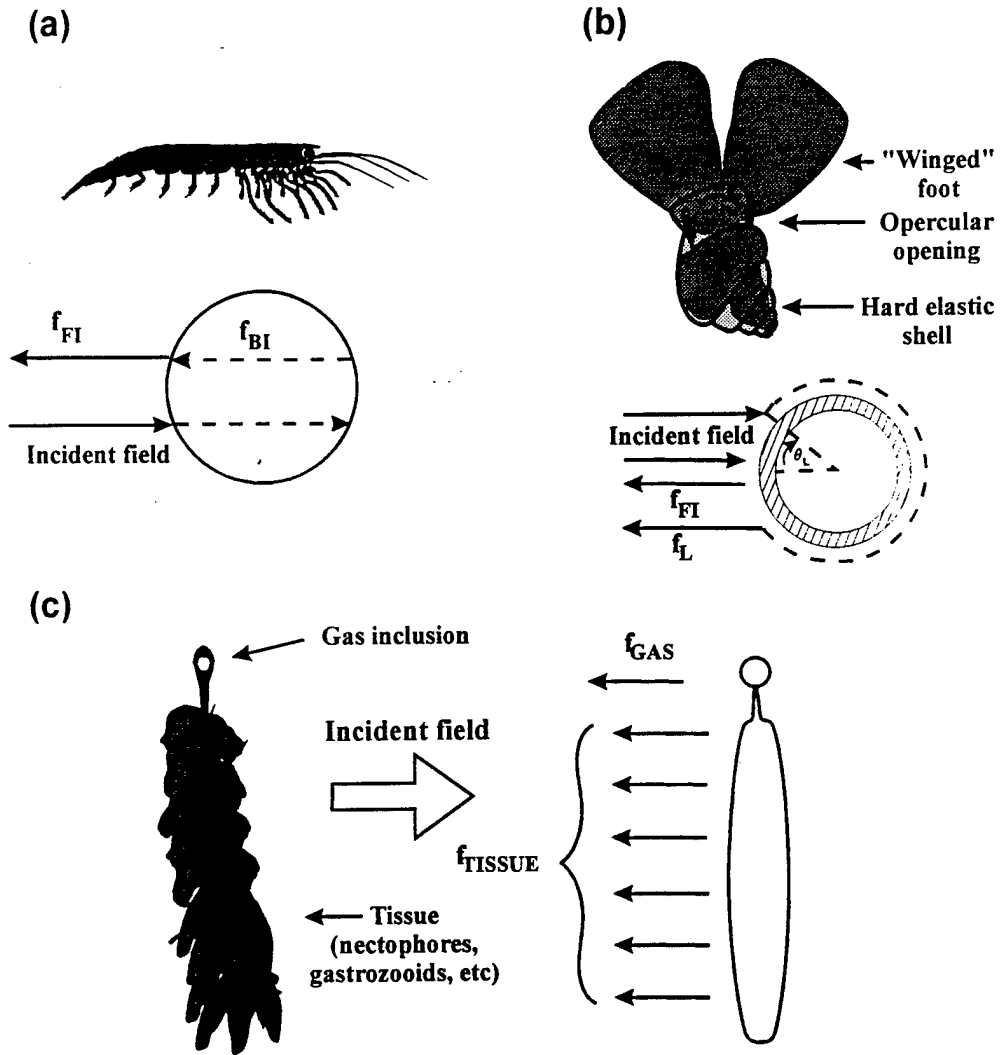 (a)
f_FI
f_BI
Incident field
(b)
"Winged"
foot
Opercular
opening
Hard elastic
shell
Incident field
θ_L
f_FI
f_L
(c)
Gas inclusion
Incident field
Tissue
(nectophores,
gastrozooids, etc)
f_GAS
f_TISSUE